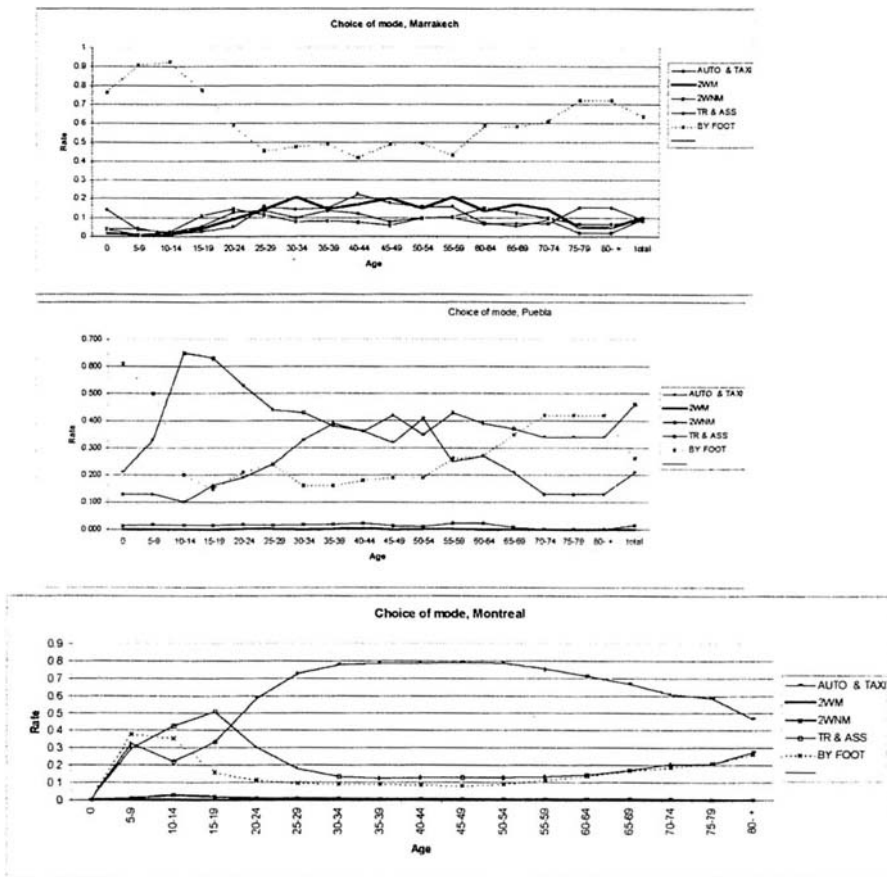 Choice of mode, Marrakech
1
0.9
0.8
0.7
0.6
0.5
0.4
0.3
0.2
0.1
0
Rate
0 5-9 10-14 15-19 20-24 25-29 30-34 35-39 40-44 45-49 50-54 55-59 60-64 65-69 70-74 75-79 80- + total
Age
AUTO & TAXI
2WM
2WNM
TR & ASS
BY FOOT
Choice of mode, Puebla
0.700
0.600
0.500
0.400
0.300
0.200
0.100
0.000
Rate
0 5-9 10-14 15-19 20-24 25-29 30-34 35-39 40-44 45-49 50-54 55-59 60-64 65-69 70-74 75-79 80- + total
Age
AUTO & TAXI
2WM
2WNM
TR & ASS
BY FOOT
Choice of mode, Montreal
0.9
0.8
0.7
0.6
0.5
0.4
0.3
0.2
0.1
0
Rate
0 5-9 10-14 15-19 20-24 25-29 30-34 35-39 40-44 45-49 50-54 55-59 60-64 65-69 70-74 75-79 80- +
Age
AUTO & TAXI
2WM
2WNM
TR & ASS
BY FOOT